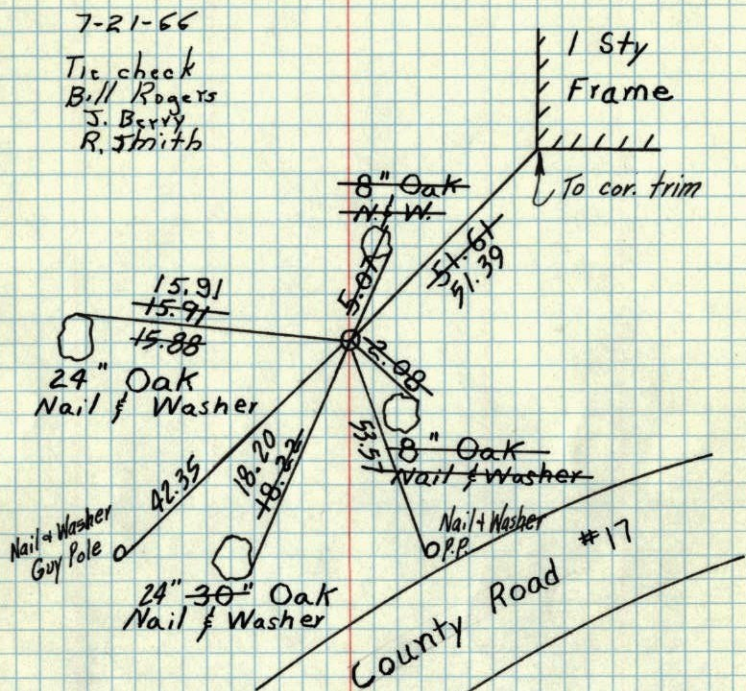 7-21-66
Tie check
Bill Rogers
J. Berry
R. Smith
1 Sty
Frame
To cor. trim
8" Oak
N. & W.
5.07
51.61
51.39
15.91
15.91
15.88
24" Oak
Nail & Washer
2.08
8" Oak
Nail & Washer
42.35
18.20
18.22
53.57
Nail & Washer
Guy Pole
Nail & Washer
P.P.
24" 30" Oak
Nail & Washer
County Road #17